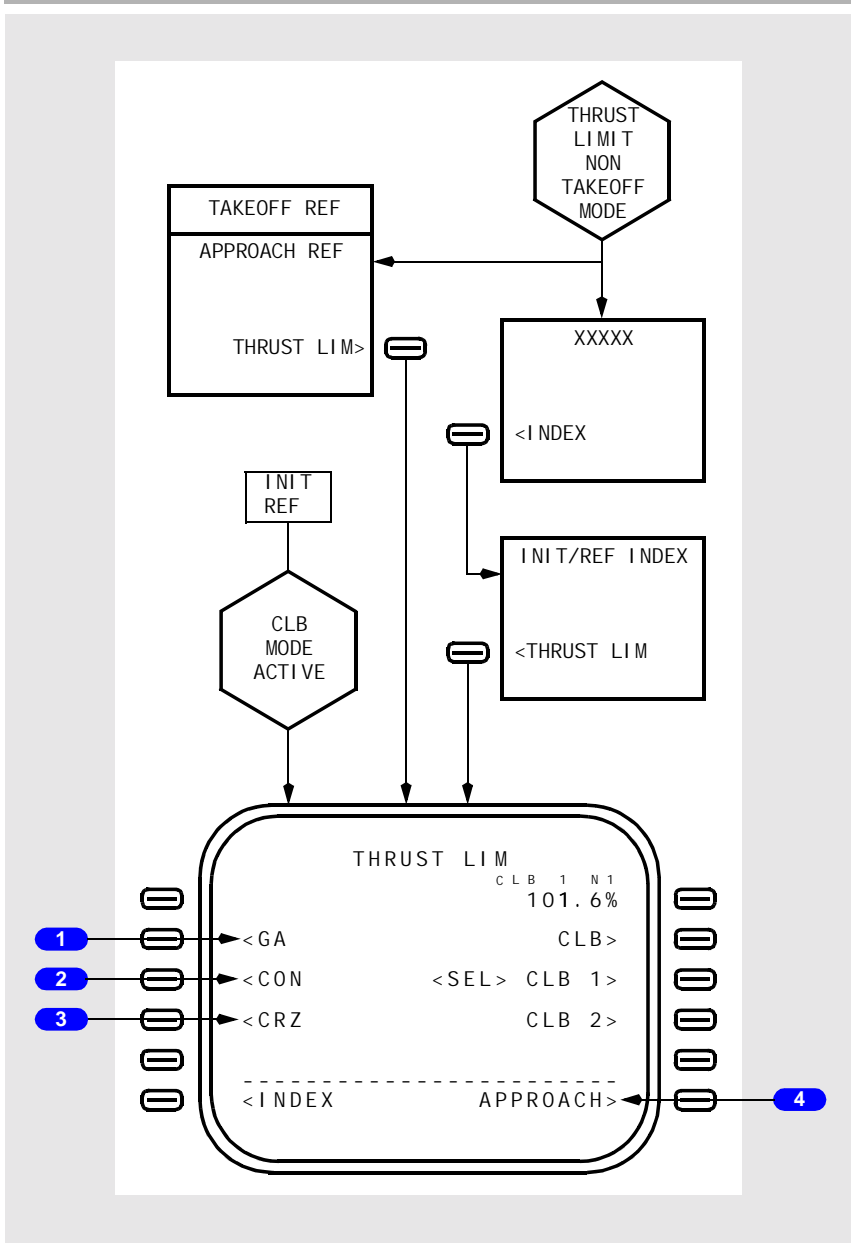 THRUST
LIMIT
NON
TAKEOFF
MODE
TAKEOFF REF
APPROACH REF
THRUST LIM>
XXXXX
<INDEX
INIT
REF
INIT/REF INDEX
<THRUST LIM
CLB
MODE
ACTIVE
THRUST LIM
CLB 1 N1
101.6%
1 <GA CLB>
2 <CON <SEL> CLB 1>
3 <CRZ CLB 2>
------------------------
<INDEX APPROACH> 4